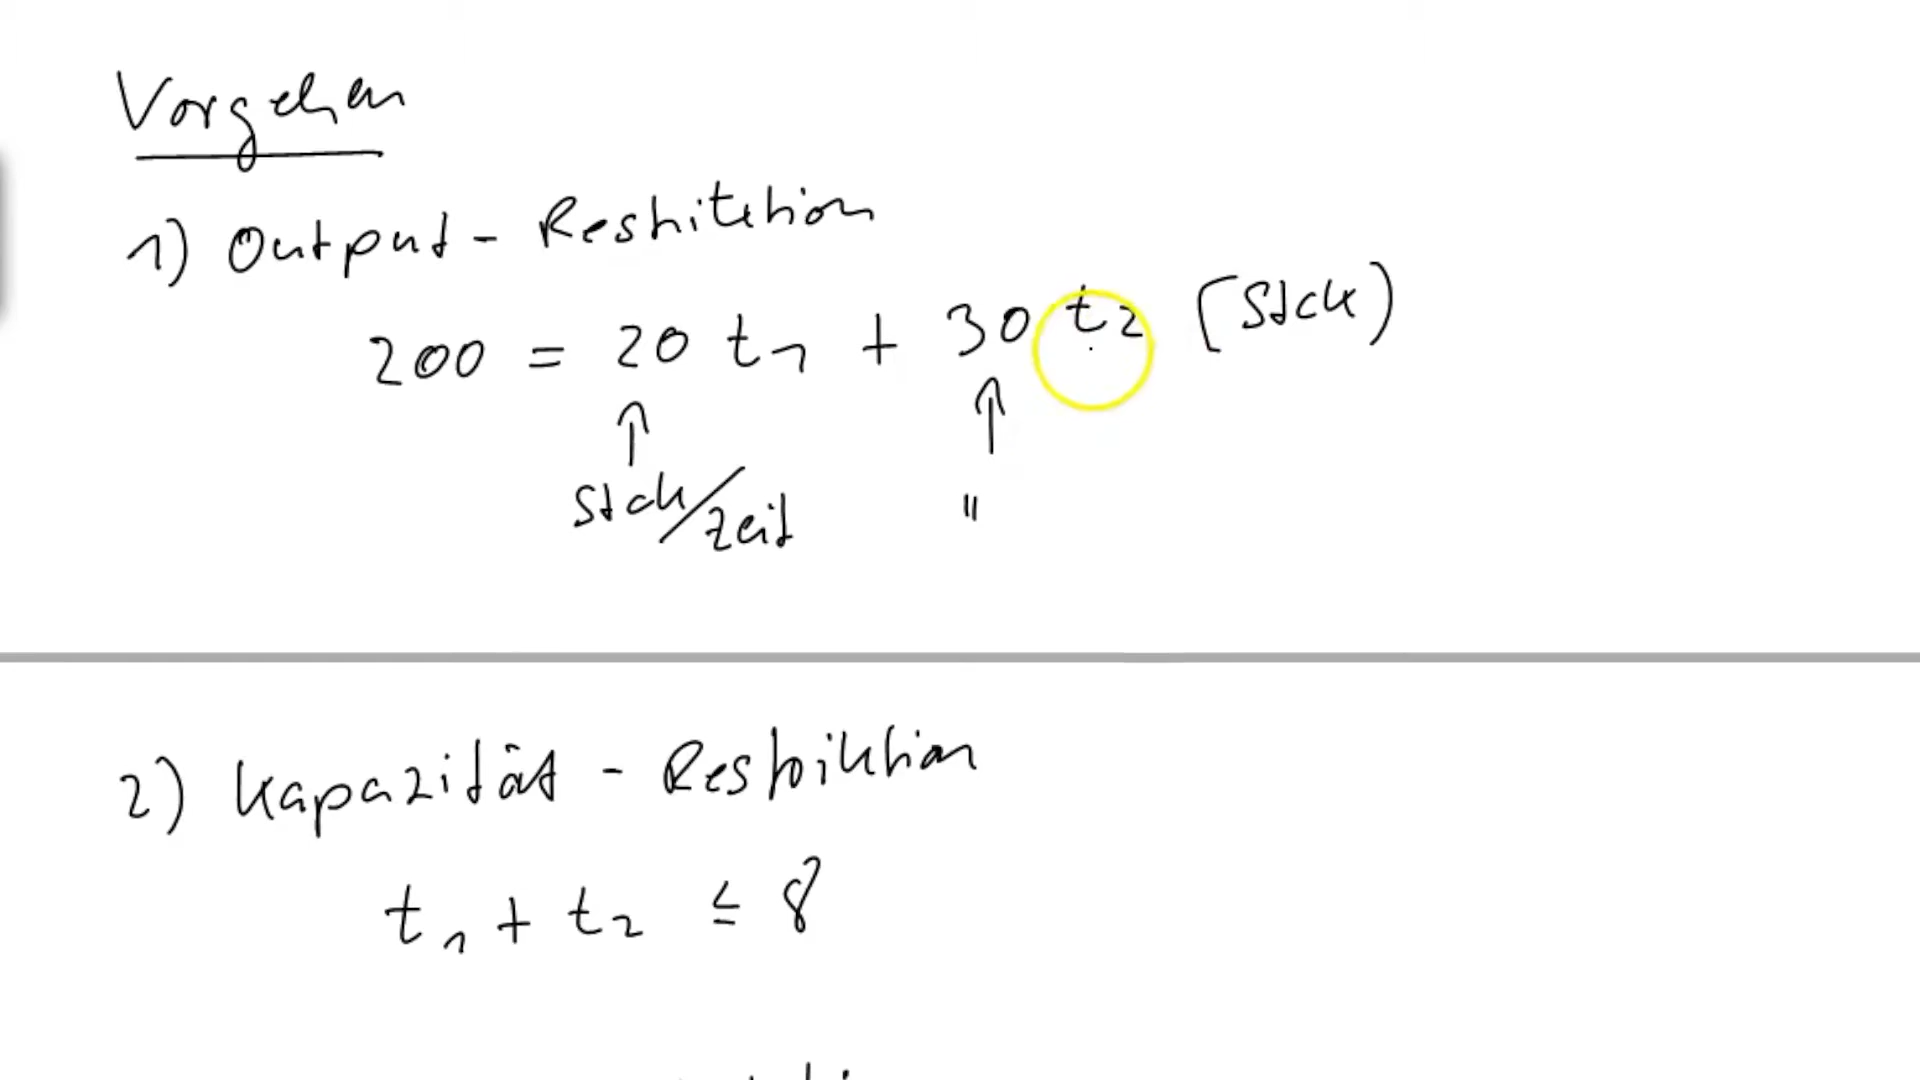 Vorgehen
1) Output - Restriktion
200 = 20 t₁ + 30 t₂ [Stck]
↑ ↑
Stck/Zeit "
2) Kapazität - Restriktion
t₁ + t₂ ≤ 8